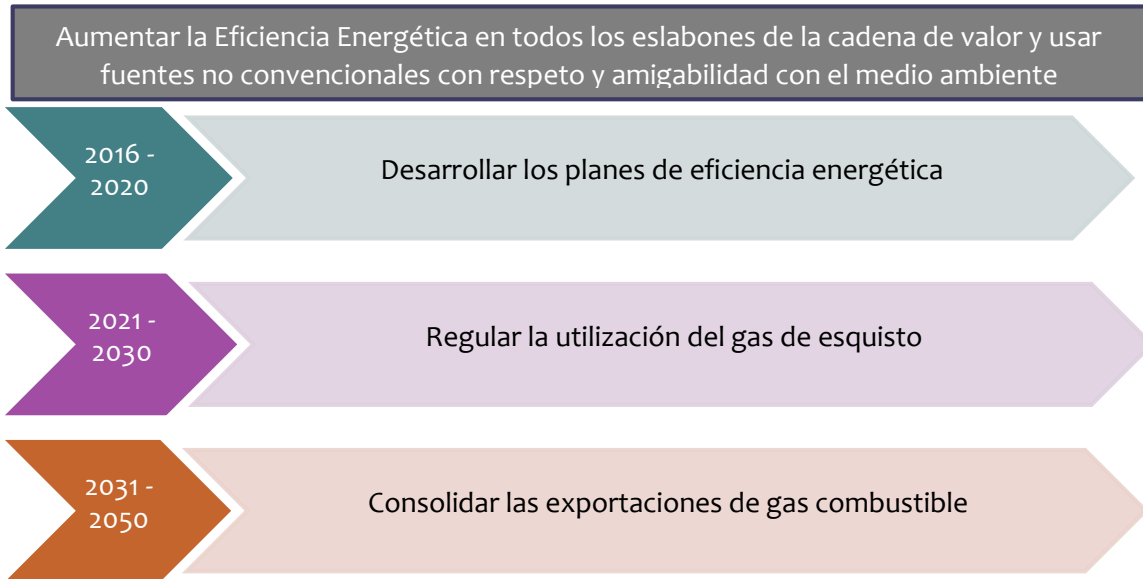 Aumentar la Eficiencia Energética en todos los eslabones de la cadena de valor y usar
fuentes no convencionales con respeto y amigabilidad con el medio ambiente
2016 -
2020
Desarrollar los planes de eficiencia energética
2021 -
2030
Regular la utilización del gas de esquisto
2031 -
2050
Consolidar las exportaciones de gas combustible